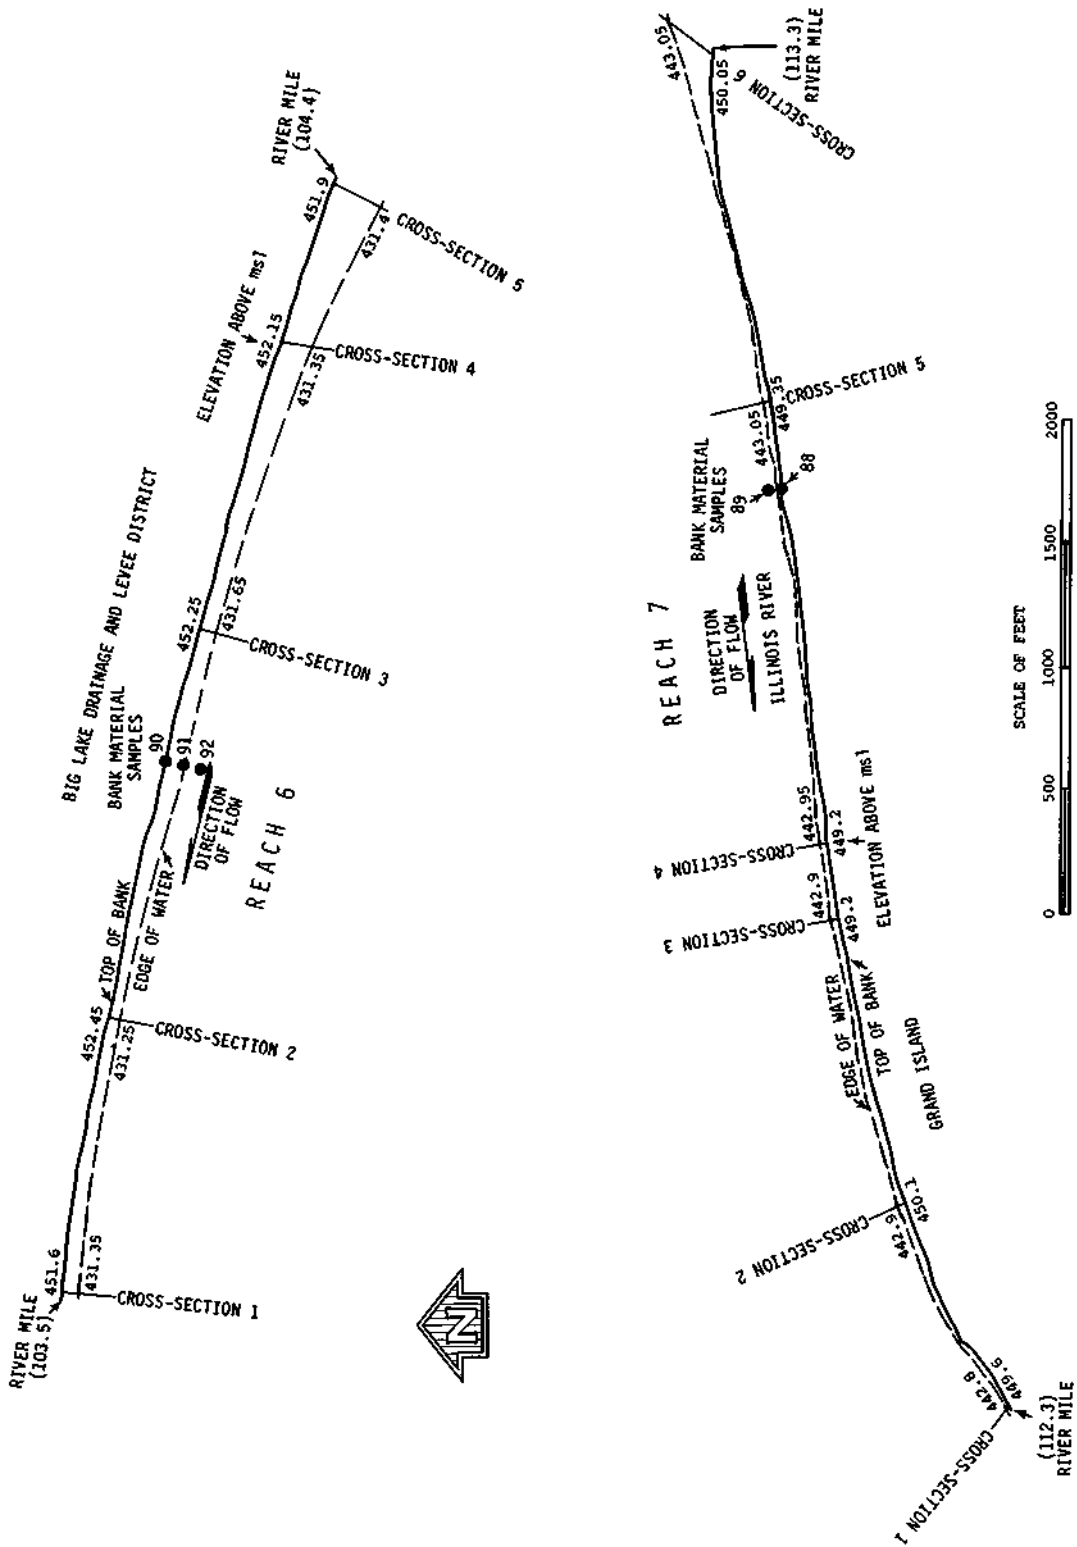 RIVER MILE
(103.5)
451.6
431.35
CROSS-SECTION 1
452.45
431.25
CROSS-SECTION 2
TOP OF BANK
EDGE OF WATER
BIG LAKE DRAINAGE AND LEVEE DISTRICT
BANK MATERIAL
SAMPLES
90
91
92
DIRECTION
OF FLOW
REACH 6
452.25
431.65
CROSS-SECTION 3
ELEVATION ABOVE msl
452.15
431.35
CROSS-SECTION 4
RIVER MILE
(104.4)
451.9
431.4
CROSS-SECTION 5
N
REACH 7
CROSS-SECTION 1
442.8
449.6
(112.3)
RIVER MILE
CROSS-SECTION 2
442.9
450.1
GRAND ISLAND
EDGE OF WATER
TOP OF BANK
CROSS-SECTION 3
442.9
449.2
CROSS-SECTION 4
442.95
449.2
ELEVATION ABOVE msl
DIRECTION
OF FLOW
ILLINOIS RIVER
BANK MATERIAL
SAMPLES
89
88
443.05
449.35
CROSS-SECTION 5
443.05
450.05
CROSS-SECTION 6
(113.3)
RIVER MILE
SCALE OF FEET
0 500 1000 1500 2000